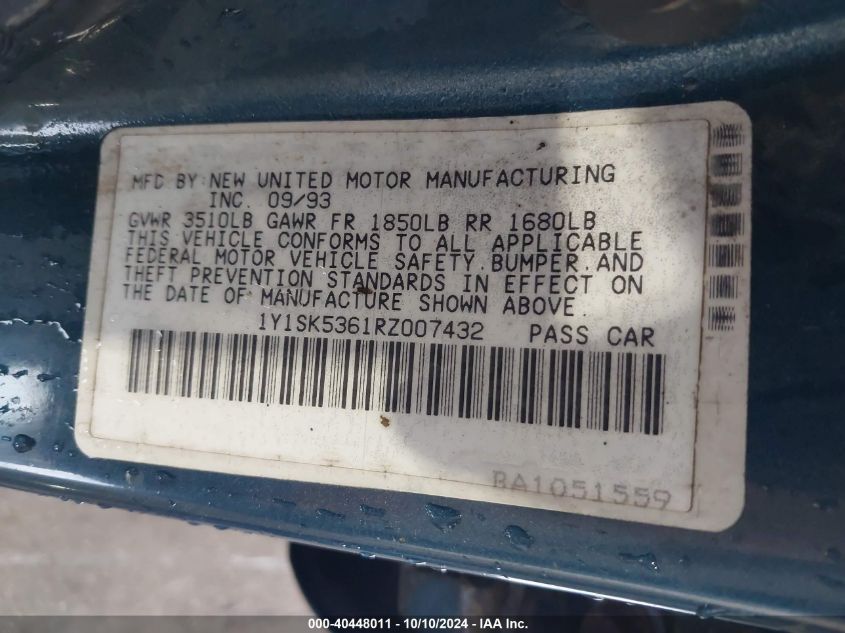 MFD BY: NEW UNITED MOTOR MANUFACTURING
INC. 09/93
GVWR 3510LB GAWR FR 1850LB RR 1680LB
THIS VEHICLE CONFORMS TO ALL APPLICABLE
FEDERAL MOTOR VEHICLE SAFETY, BUMPER, AND
THEFT PREVENTION STANDARDS IN EFFECT ON
THE DATE OF MANUFACTURE SHOWN ABOVE.
1Y1SK5361RZ007432 PASS CAR
BA1051559
000-40448011 - 10/10/2024 - IAA Inc.